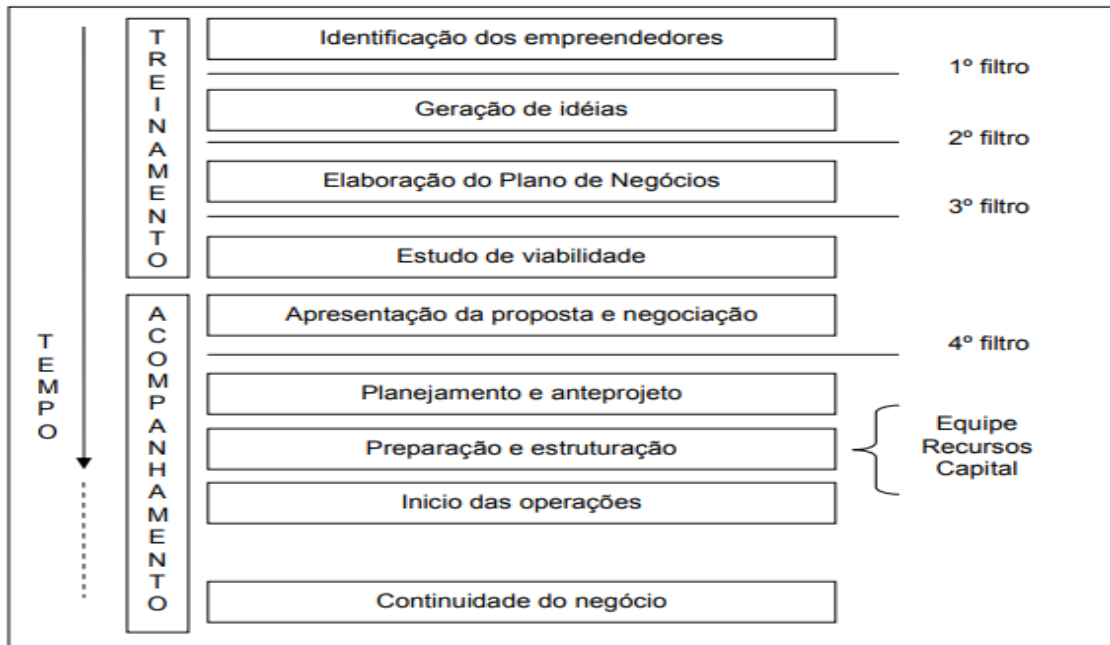 TREINAMENTO
Identificação dos empreendedores
1º filtro
Geração de idéias
2º filtro
Elaboração do Plano de Negócios
3º filtro
Estudo de viabilidade
TEMPO
ACOMPANHAMENTO
Apresentação da proposta e negociação
4º filtro
Planejamento e anteprojeto
Preparação e estruturação
Equipe
Recursos
Capital
Inicio das operações
Continuidade do negócio